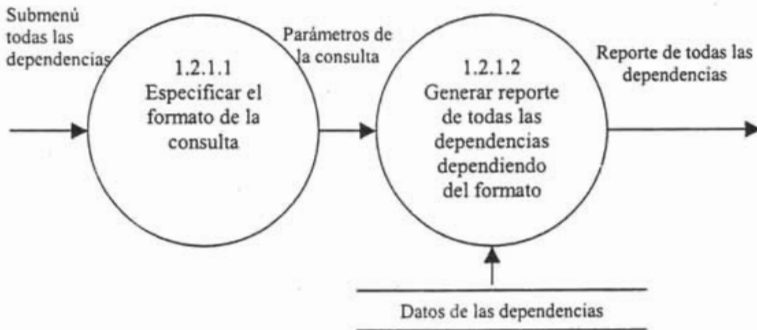 Submenú
todas las
dependencias
1.2.1.1
Especificar el
formato de la
consulta
Parámetros de
la consulta
1.2.1.2
Generar reporte
de todas las
dependencias
dependiendo
del formato
Reporte de todas las
dependencias
Datos de las dependencias